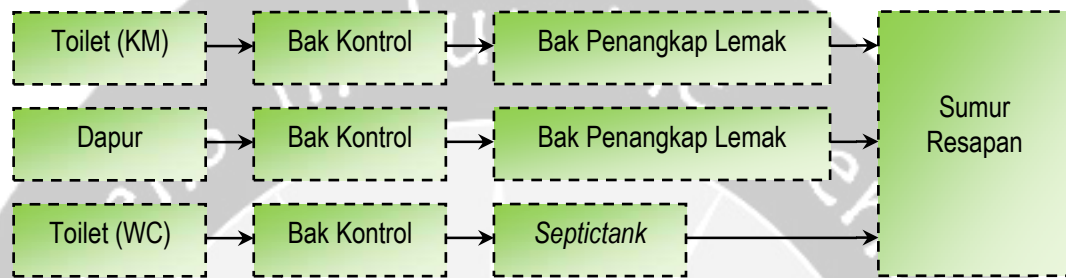 Toilet (KM)
Bak Kontrol
Bak Penangkap Lemak
Dapur
Bak Kontrol
Bak Penangkap Lemak
Sumur
Resapan
Toilet (WC)
Bak Kontrol
Septictank